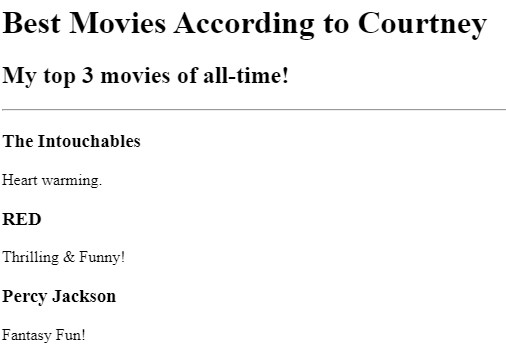 Best Movies According to Courtney
My top 3 movies of all-time!
The Intouchables
Heart warming.
RED
Thrilling & Funny!
Percy Jackson
Fantasy Fun!